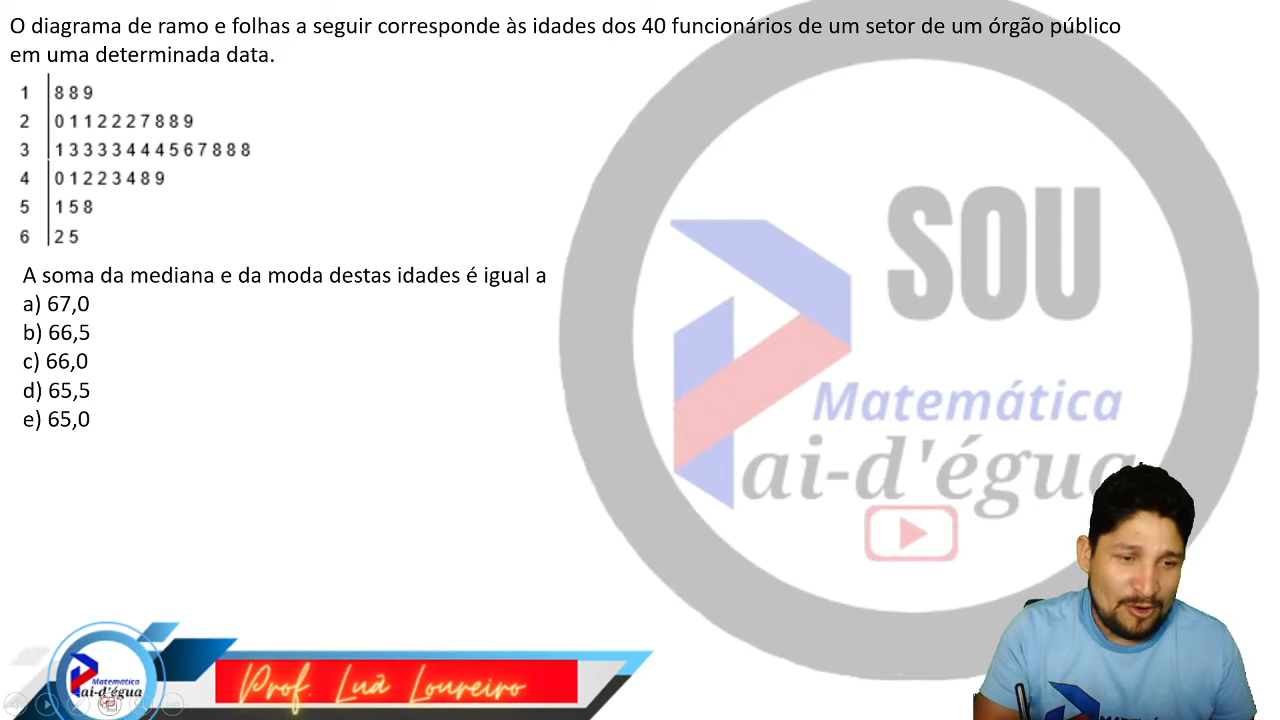 O diagrama de ramo e folhas a seguir corresponde às idades dos 40 funcionários de um setor de um órgão público
em uma determinada data.
1 8 8 9
2 0 1 1 2 2 2 7 8 8 9
3 1 3 3 3 3 4 4 4 5 6 7 8 8 8
4 0 1 2 2 3 4 8 9
5 1 5 8
6 2 5
A soma da mediana e da moda destas idades é igual a
a) 67,0
b) 66,5
c) 66,0
d) 65,5
e) 65,0
SOU
Matemática
ai-d'égua
Matemática
ai-d'égua
Prof. Luã Loureiro